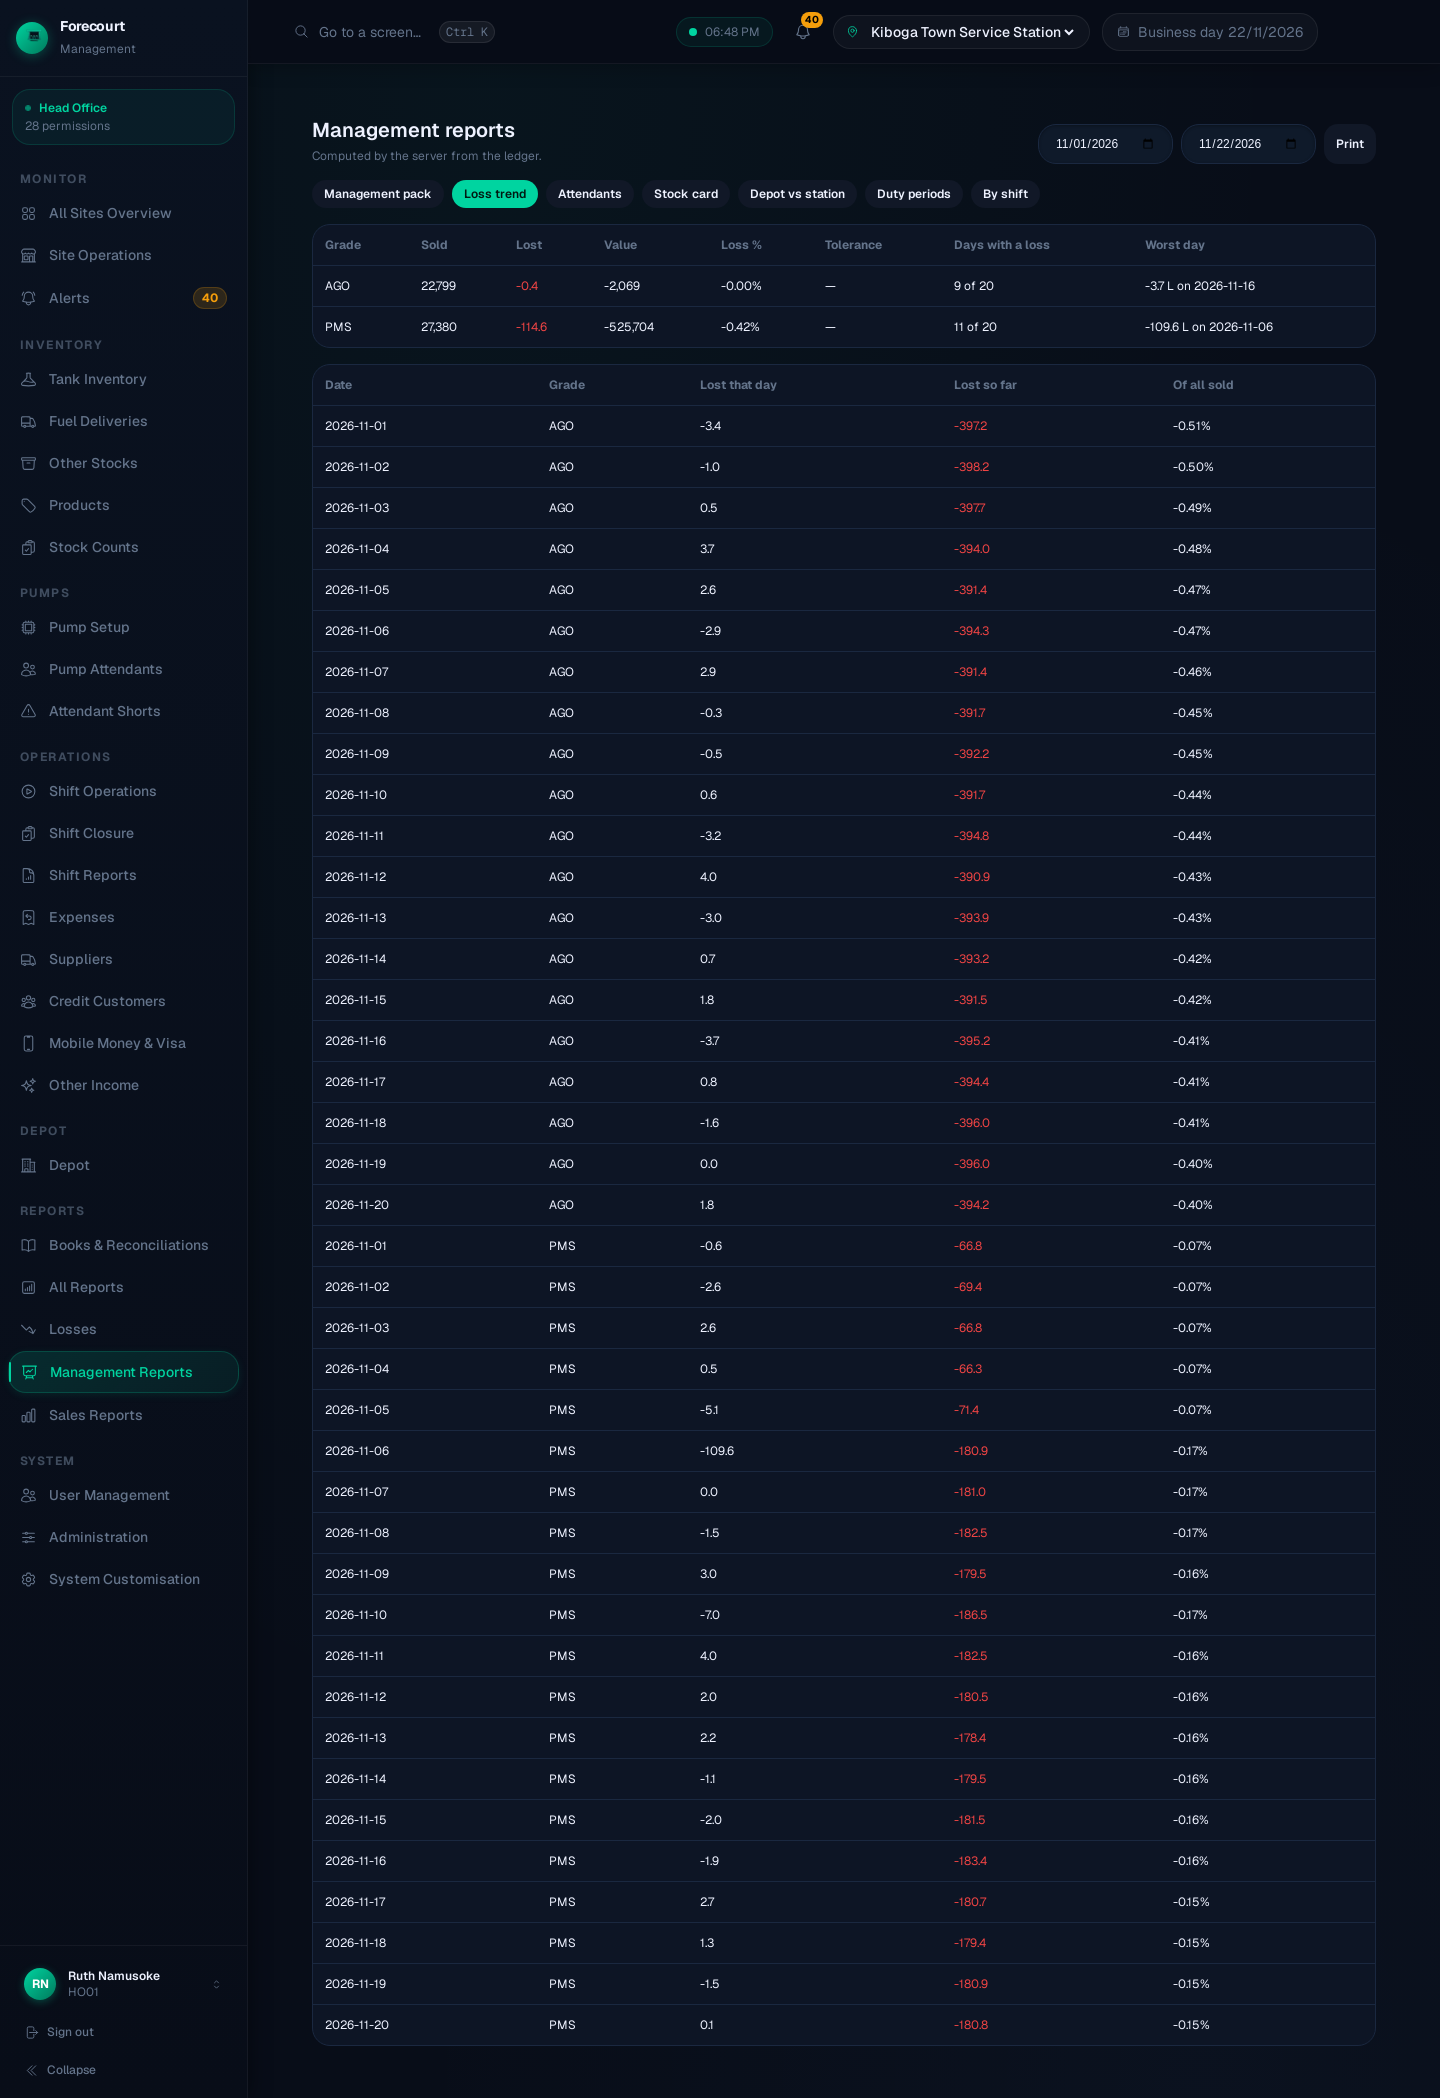 Forecourt
Management
Head Office
28 permissions
MONITOR
All Sites Overview
Site Operations
Alerts 40
INVENTORY
Tank Inventory
Fuel Deliveries
Other Stocks
Products
Stock Counts
PUMPS
Pump Setup
Pump Attendants
Attendant Shorts
OPERATIONS
Shift Operations
Shift Closure
Shift Reports
Expenses
Suppliers
Credit Customers
Mobile Money & Visa
Other Income
DEPOT
Depot
REPORTS
Books & Reconciliations
All Reports
Losses
Management Reports
Sales Reports
SYSTEM
User Management
Administration
System Customisation
RN Ruth Namusoke
HO01
Sign out
Collapse
Go to a screen... Ctrl K 06:48 PM 40 Kiboga Town Service Station Business day 22/11/2026
Management reports
Computed by the server from the ledger.
11/01/2026 11/22/2026 Print
Management pack Loss trend Attendants Stock card Depot vs station Duty periods By shift
Grade Sold Lost Value Loss % Tolerance Days with a loss Worst day
AGO 22,799 -0.4 -2,069 -0.00% — 9 of 20 -3.7 L on 2026-11-16
PMS 27,380 -114.6 -525,704 -0.42% — 11 of 20 -109.6 L on 2026-11-06
Date Grade Lost that day Lost so far Of all sold
2026-11-01 AGO -3.4 -397.2 -0.51%
2026-11-02 AGO -1.0 -398.2 -0.50%
2026-11-03 AGO 0.5 -397.7 -0.49%
2026-11-04 AGO 3.7 -394.0 -0.48%
2026-11-05 AGO 2.6 -391.4 -0.47%
2026-11-06 AGO -2.9 -394.3 -0.47%
2026-11-07 AGO 2.9 -391.4 -0.46%
2026-11-08 AGO -0.3 -391.7 -0.45%
2026-11-09 AGO -0.5 -392.2 -0.45%
2026-11-10 AGO 0.6 -391.7 -0.44%
2026-11-11 AGO -3.2 -394.8 -0.44%
2026-11-12 AGO 4.0 -390.9 -0.43%
2026-11-13 AGO -3.0 -393.9 -0.43%
2026-11-14 AGO 0.7 -393.2 -0.42%
2026-11-15 AGO 1.8 -391.5 -0.42%
2026-11-16 AGO -3.7 -395.2 -0.41%
2026-11-17 AGO 0.8 -394.4 -0.41%
2026-11-18 AGO -1.6 -396.0 -0.41%
2026-11-19 AGO 0.0 -396.0 -0.40%
2026-11-20 AGO 1.8 -394.2 -0.40%
2026-11-01 PMS -0.6 -66.8 -0.07%
2026-11-02 PMS -2.6 -69.4 -0.07%
2026-11-03 PMS 2.6 -66.8 -0.07%
2026-11-04 PMS 0.5 -66.3 -0.07%
2026-11-05 PMS -5.1 -71.4 -0.07%
2026-11-06 PMS -109.6 -180.9 -0.17%
2026-11-07 PMS 0.0 -181.0 -0.17%
2026-11-08 PMS -1.5 -182.5 -0.17%
2026-11-09 PMS 3.0 -179.5 -0.16%
2026-11-10 PMS -7.0 -186.5 -0.17%
2026-11-11 PMS 4.0 -182.5 -0.16%
2026-11-12 PMS 2.0 -180.5 -0.16%
2026-11-13 PMS 2.2 -178.4 -0.16%
2026-11-14 PMS -1.1 -179.5 -0.16%
2026-11-15 PMS -2.0 -181.5 -0.16%
2026-11-16 PMS -1.9 -183.4 -0.16%
2026-11-17 PMS 2.7 -180.7 -0.15%
2026-11-18 PMS 1.3 -179.4 -0.15%
2026-11-19 PMS -1.5 -180.9 -0.15%
2026-11-20 PMS 0.1 -180.8 -0.15%